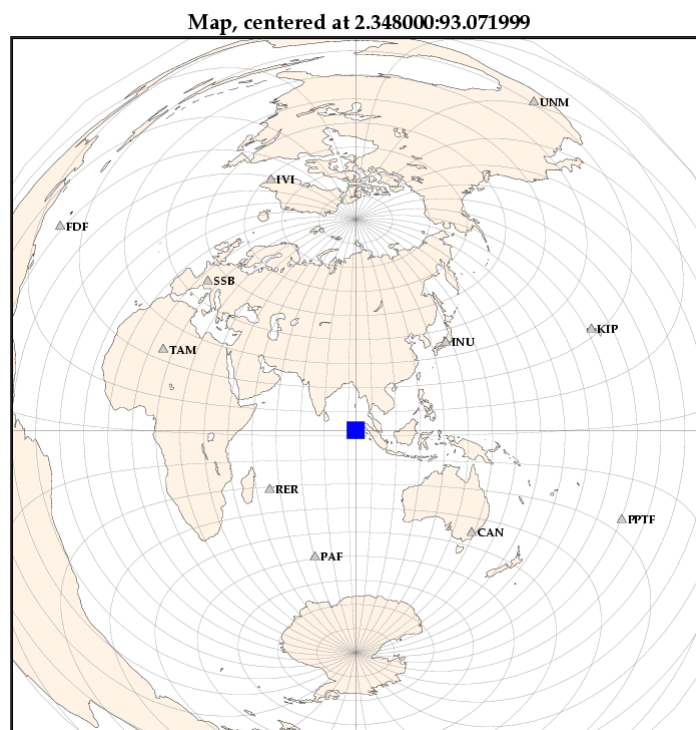 Map, centered at 2.348000:93.071999
UNM
IVI
FDF
SSB
KIP
INU
TAM
RER
PPTF
CAN
PAF